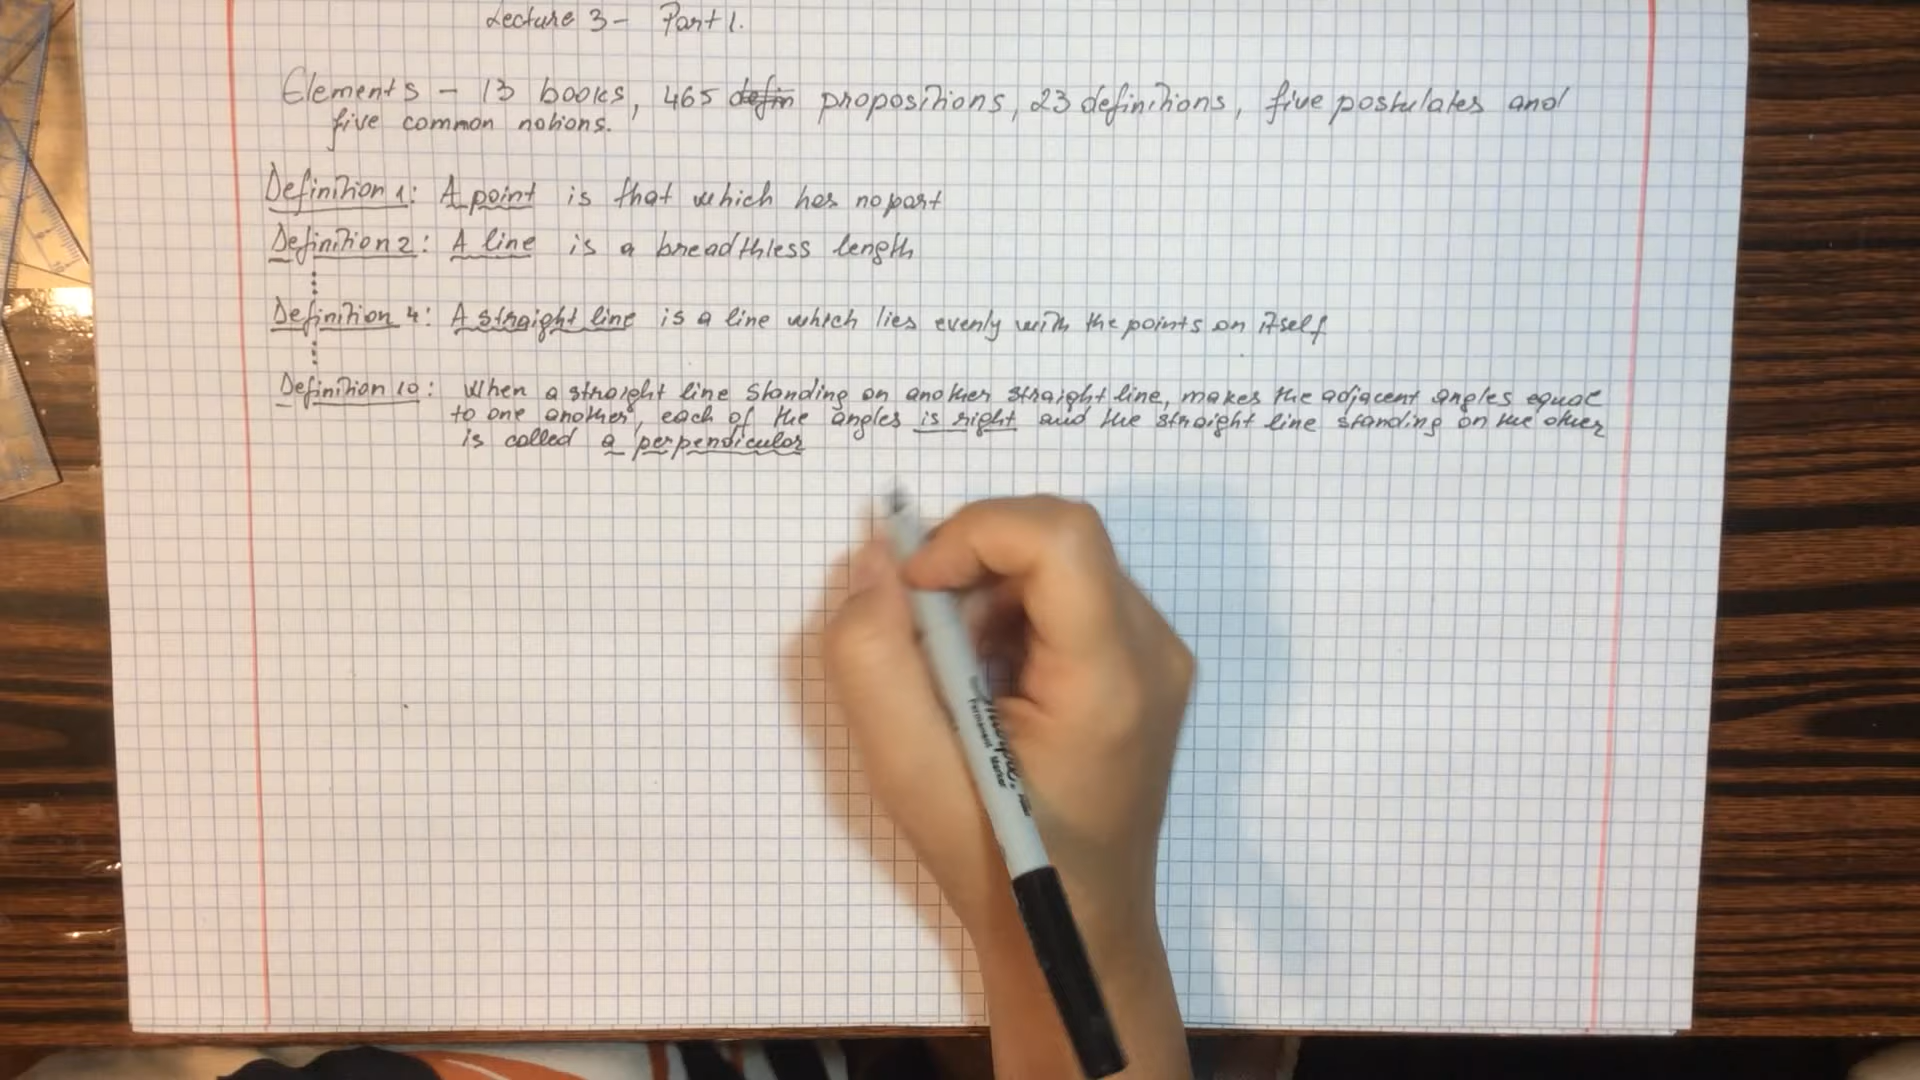 Lecture 3 - Part 1.
Elements - 13 books, 465 defin propositions, 23 definitions, five postulates and
five common notions.
Definition 1: A point is that which has no part
Definition 2: A line is a breadthless length
Definition 4: A straight line is a line which lies evenly with the points on itself
Definition 10: When a straight line standing on another straight line, makes the adjacent angles equal
to one another, each of the angles is right and the straight line standing on the other
is called a perpendicular
Sharpie.
Permanent Marker